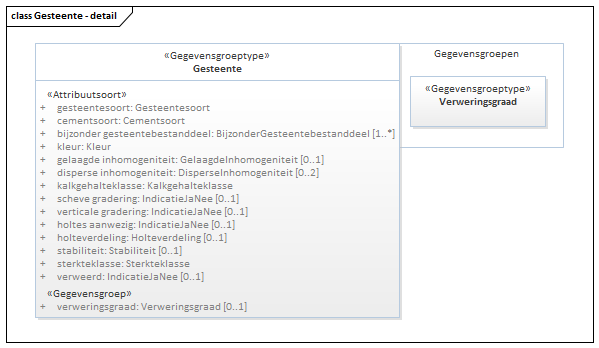 class Gesteente - detail
«Gegevensgroeptype»
Gesteente
«Attribuutsoort»
+ gesteentesoort: Gesteentesoort
+ cementsoort: Cementsoort
+ bijzonder gesteentebestanddeel: BijzonderGesteentebestanddeel [1..*]
+ kleur: Kleur
+ gelaagde inhomogeniteit: GelaagdeInhomogeniteit [0..1]
+ disperse inhomogeniteit: DisperseInhomogeniteit [0..2]
+ kalkgehalteklasse: Kalkgehalteklasse
+ scheve gradering: IndicatieJaNee [0..1]
+ verticale gradering: IndicatieJaNee [0..1]
+ holtes aanwezig: IndicatieJaNee [0..1]
+ holteverdeling: Holteverdeling [0..1]
+ stabiliteit: Stabiliteit [0..1]
+ sterkteklasse: Sterkteklasse
+ verweerd: IndicatieJaNee [0..1]
«Gegevensgroep»
+ verweringsgraad: Verweringsgraad [0..1]
Gegevensgroepen
«Gegevensgroeptype»
Verweringsgraad